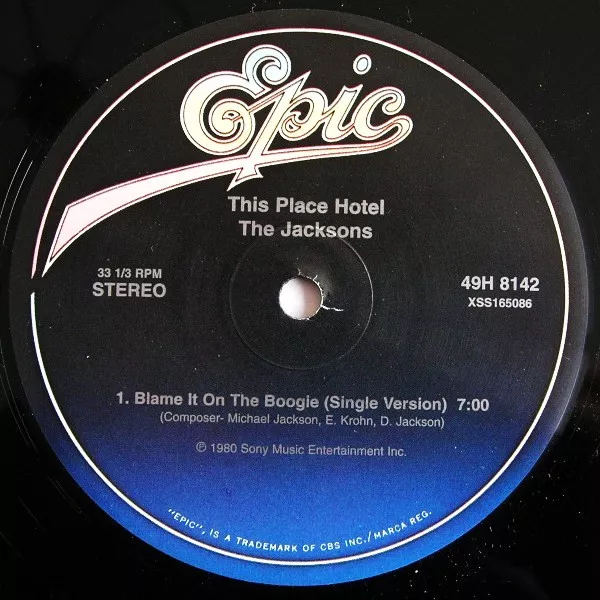 Epic
This Place Hotel
The Jacksons
33 1/3 RPM
STEREO
49H 8142
XSS165086
1. Blame It On The Boogie (Single Version) 7:00
(Composer- Michael Jackson, E. Krohn, D. Jackson)
℗ 1980 Sony Music Entertainment Inc.
"EPIC", IS A TRADEMARK OF CBS INC./MARCA REG.